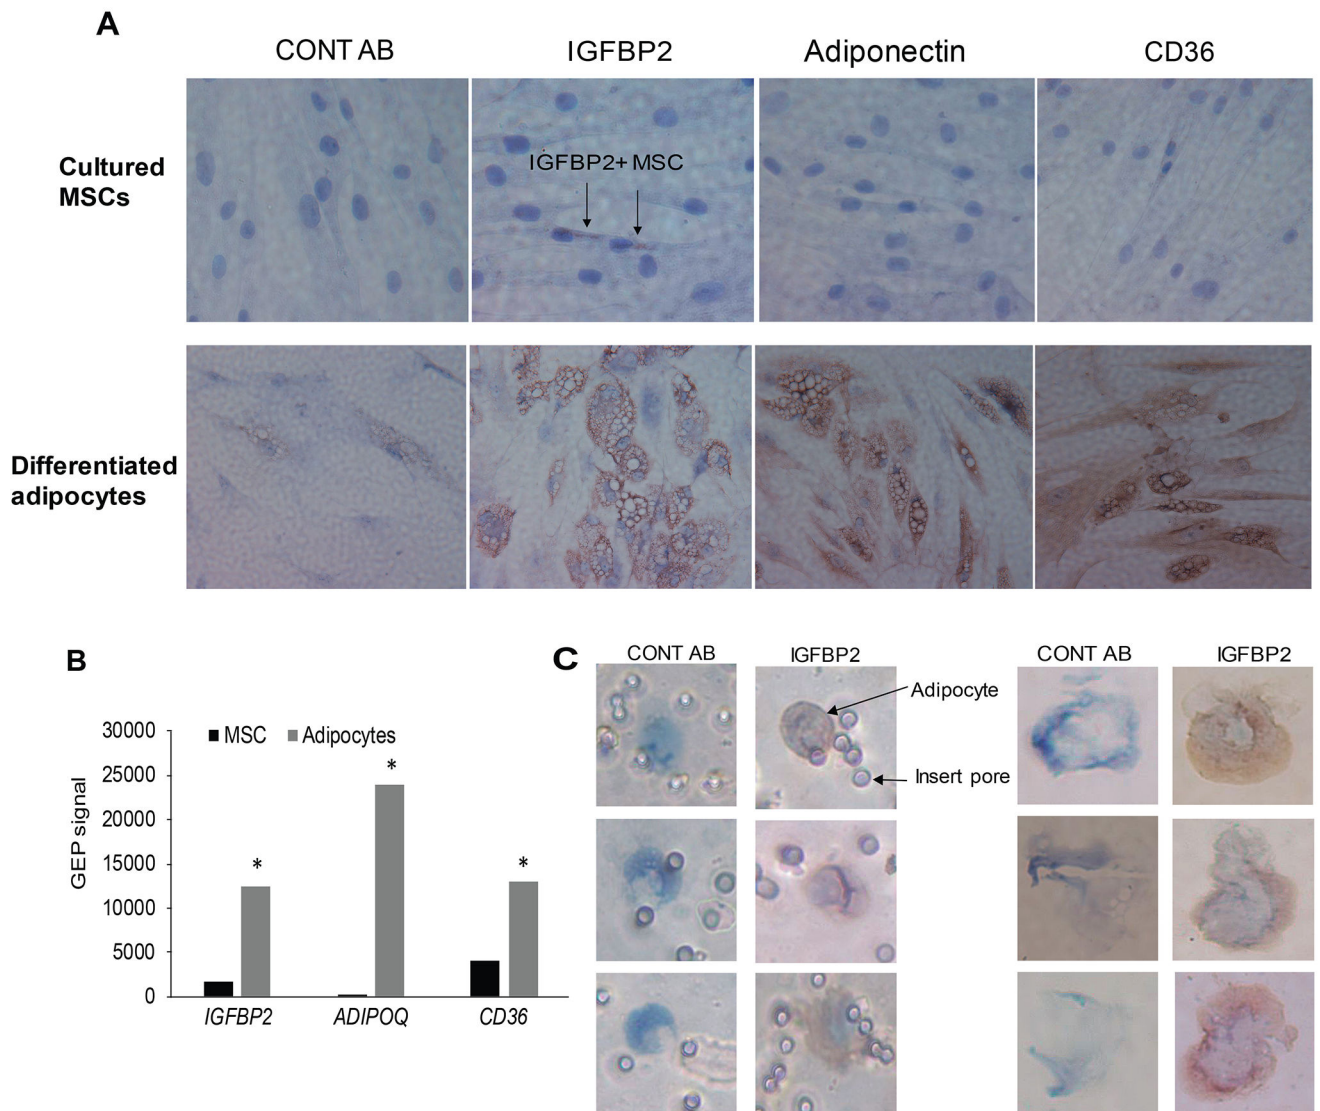 A
CONT AB
IGFBP2
Adiponectin
CD36
Cultured
MSCs
IGFBP2+ MSC
Differentiated
adipocytes
B
GEP signal
30000
25000
20000
15000
10000
5000
0
MSC
Adipocytes
*
*
*
IGFBP2
ADIPOQ
CD36
C
CONT AB
IGFBP2
Adipocyte
Insert pore
CONT AB
IGFBP2